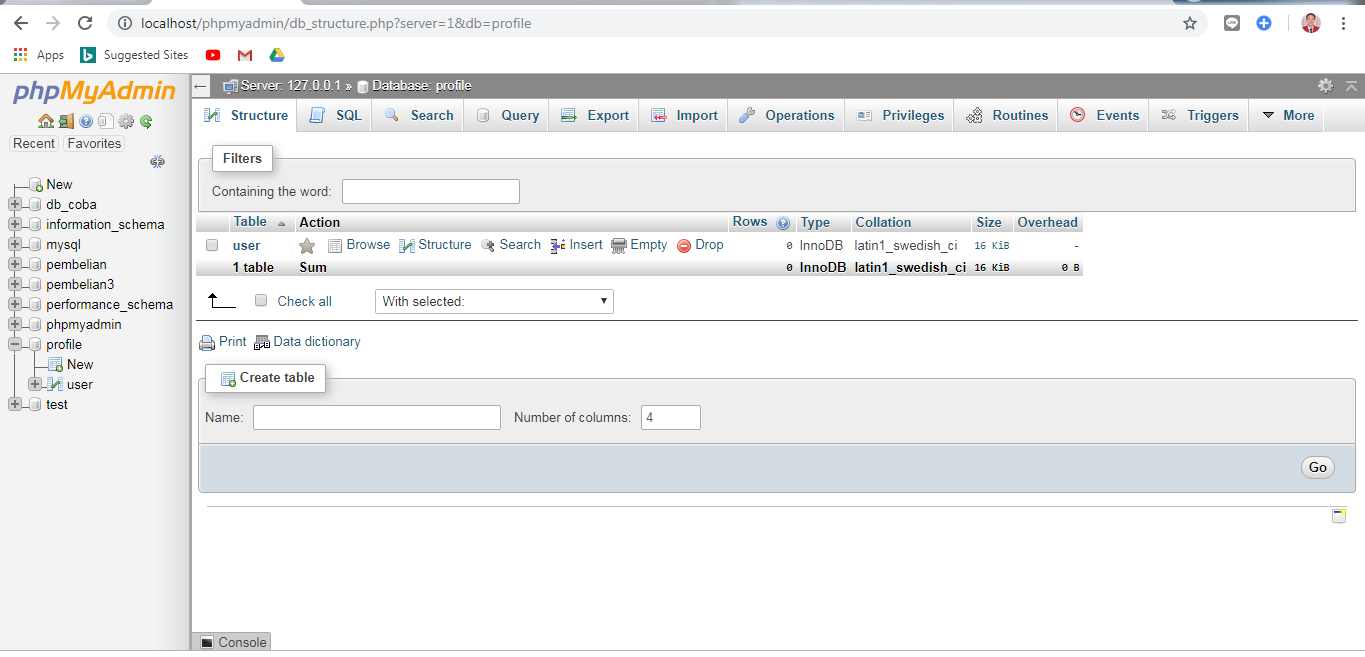 localhost/phpmyadmin/db_structure.php?server=1&db=profile
Apps Suggested Sites
phpMyAdmin
Recent Favorites
New
db_coba
information_schema
mysql
pembelian
pembelian3
performance_schema
phpmyadmin
profile
New
user
test
Server: 127.0.0.1 » Database: profile
Structure SQL Search Query Export Import Operations Privileges Routines Events Triggers More
Filters
Containing the word:
Table Action Rows Type Collation Size Overhead
user Browse Structure Search Insert Empty Drop 0 InnoDB latin1_swedish_ci 16 KiB -
1 table Sum 0 InnoDB latin1_swedish_ci 16 KiB 0 B
Check all With selected:
Print Data dictionary
Create table
Name: Number of columns: 4
Go
Console